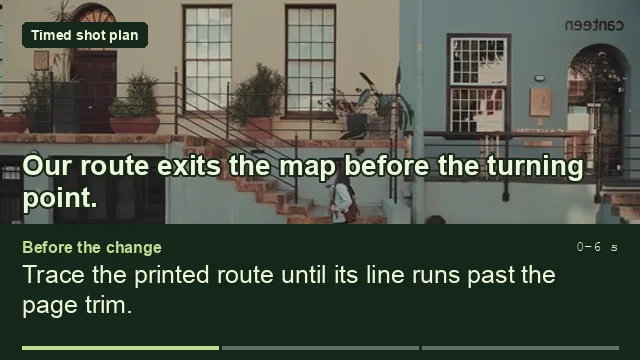 canteen
Timed shot plan
Our route exits the map before the turning
point.
Before the change
0–6 s
Trace the printed route until its line runs past the
page trim.